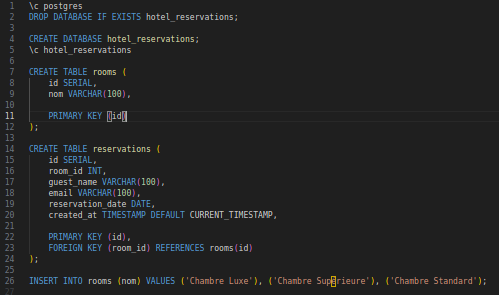 1 \c postgres
2 DROP DATABASE IF EXISTS hotel_reservations;
3
4 CREATE DATABASE hotel_reservations;
5 \c hotel_reservations
6
7 CREATE TABLE rooms (
8 id SERIAL,
9 nom VARCHAR(100),
10
11 PRIMARY KEY (id)
12 );
13
14 CREATE TABLE reservations (
15 id SERIAL,
16 room_id INT,
17 guest_name VARCHAR(100),
18 email VARCHAR(100),
19 reservation_date DATE,
20 created_at TIMESTAMP DEFAULT CURRENT_TIMESTAMP,
21
22 PRIMARY KEY (id),
23 FOREIGN KEY (room_id) REFERENCES rooms(id)
24 );
25
26 INSERT INTO rooms (nom) VALUES ('Chambre Luxe'), ('Chambre Supérieure'), ('Chambre Standard');
27